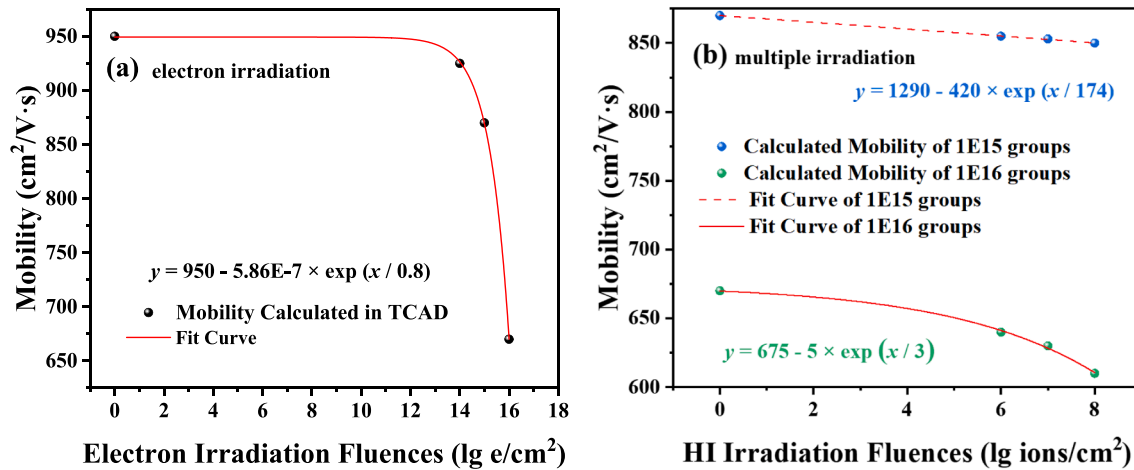 (a) electron irradiation
y = 950 - 5.86E-7 × exp (x / 0.8)
Mobility Calculated in TCAD
Fit Curve
Mobility (cm²/V·s)
950
900
850
800
750
700
650
0 2 4 6 8 10 12 14 16 18
Electron Irradiation Fluences (lg e/cm²)
(b) multiple irradiation
y = 1290 - 420 × exp (x / 174)
Calculated Mobility of 1E15 groups
Calculated Mobility of 1E16 groups
Fit Curve of 1E15 groups
Fit Curve of 1E16 groups
y = 675 - 5 × exp (x / 3)
Mobility (cm²/V·s)
850
800
750
700
650
600
0 2 4 6 8
HI Irradiation Fluences (lg ions/cm²)